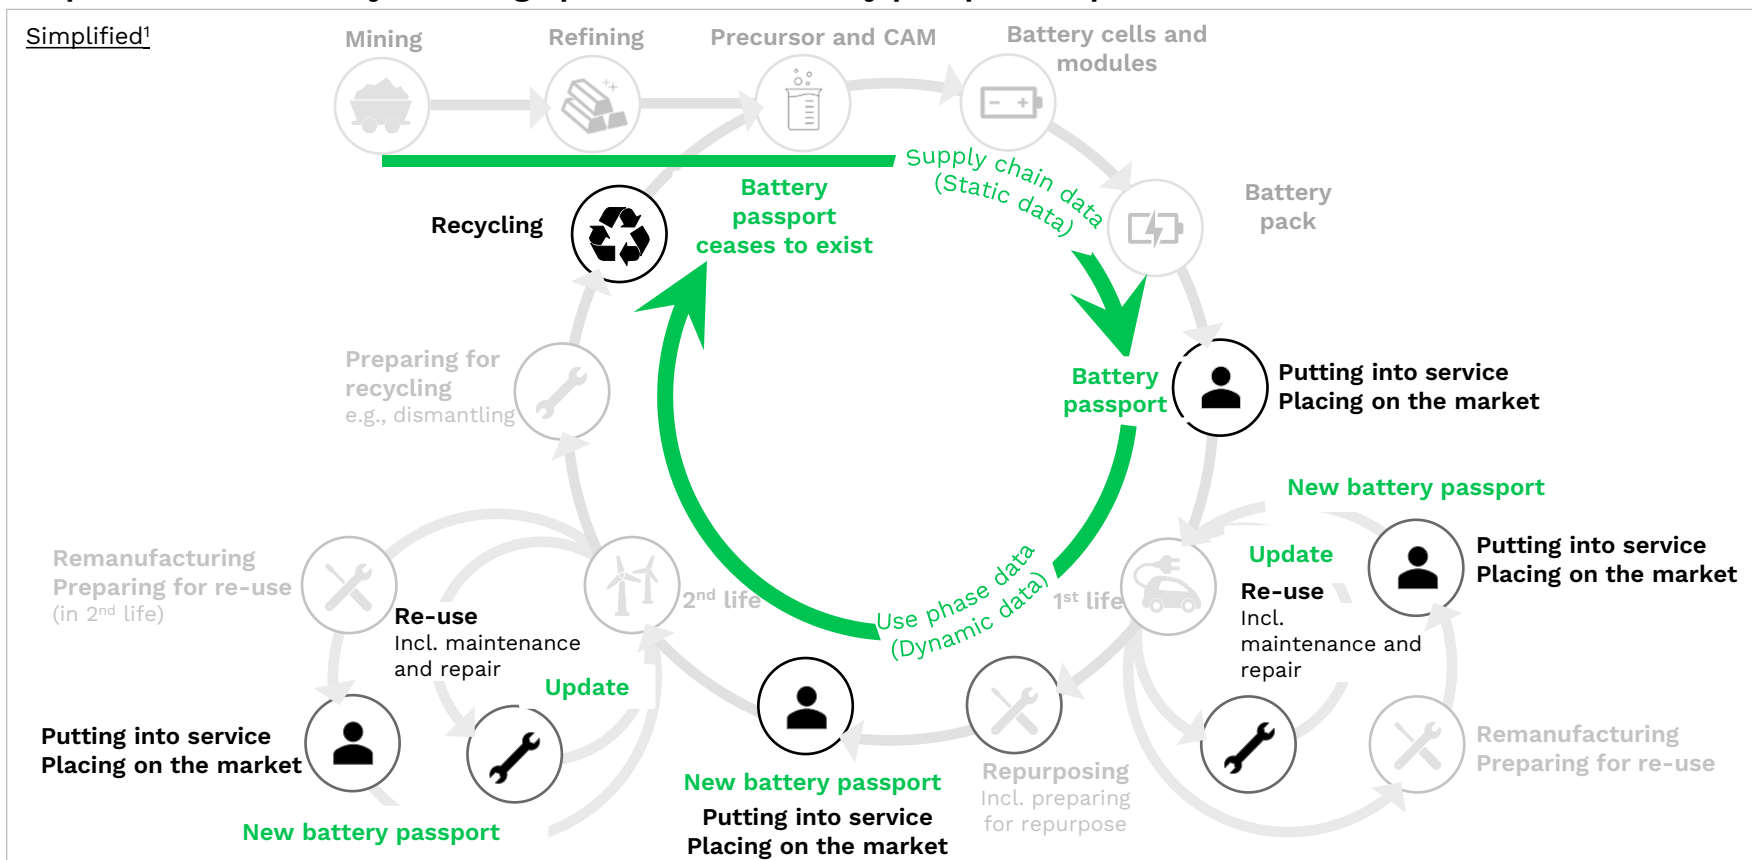 Simplified¹
Mining
Refining
Precursor and CAM
Battery cells and
modules
Supply chain data
(Static data)
Battery
pack
Battery
passport
ceases to exist
Recycling
Preparing for
recycling
e.g., dismantling
Battery
passport
Putting into service
Placing on the market
New battery passport
Update
Putting into service
Placing on the market
Re-use
Incl.
maintenance and
repair
1st life
Use phase data
(Dynamic data)
2nd life
Remanufacturing
Preparing for re-use
(in 2nd life)
Re-use
Incl. maintenance
and repair
Update
Putting into service
Placing on the market
New battery passport
New battery passport
Putting into service
Placing on the market
Repurposing
Incl. preparing
for repurpose
Remanufacturing
Preparing for re-use